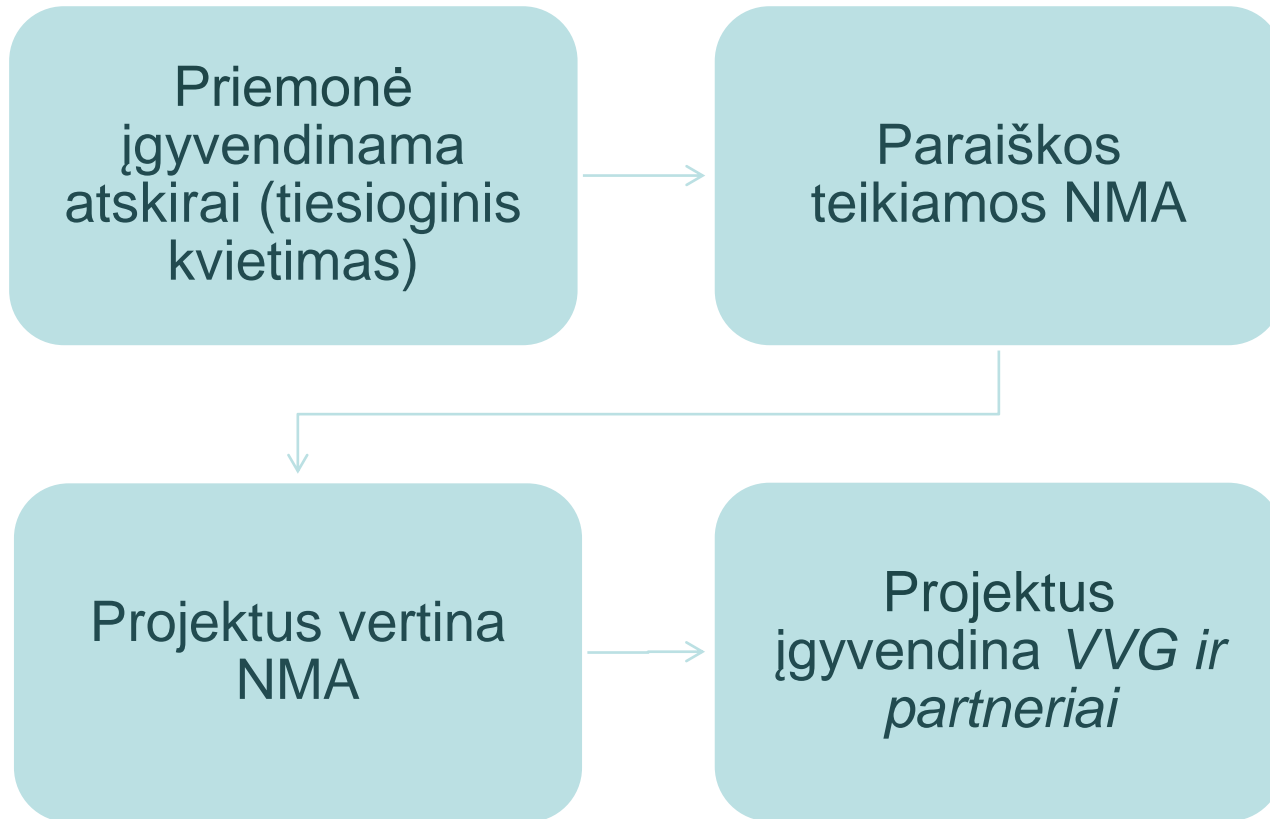 Priemonė
įgyvendinama
atskirai (tiesioginis
kvietimas)
Paraiškos
teikiamos NMA
Projektus vertina
NMA
Projektus
įgyvendina VVG ir
partneriai